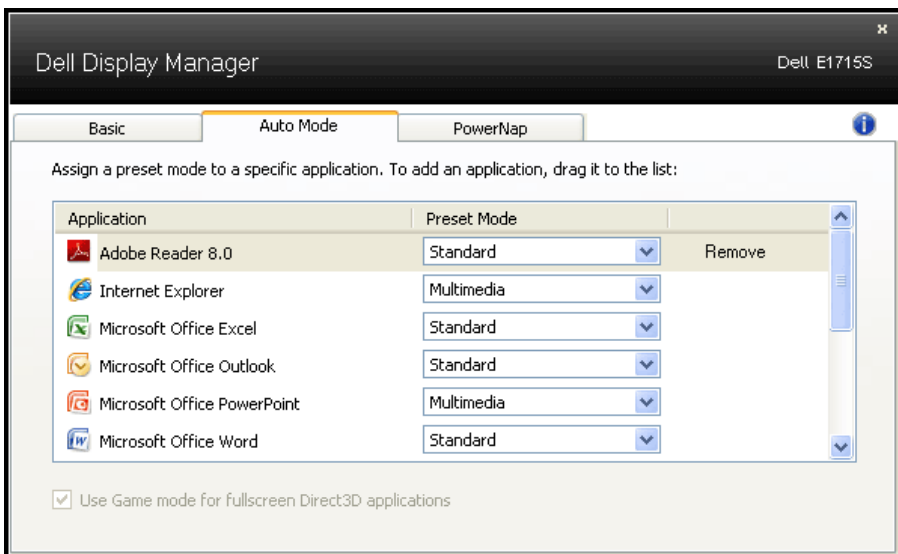 Dell Display Manager
Dell E1715S
Basic
Auto Mode
PowerNap
Assign a preset mode to a specific application. To add an application, drag it to the list:
Application Preset Mode
Adobe Reader 8.0 Standard Remove
Internet Explorer Multimedia
Microsoft Office Excel Standard
Microsoft Office Outlook Standard
Microsoft Office PowerPoint Multimedia
Microsoft Office Word Standard
Use Game mode for fullscreen Direct3D applications